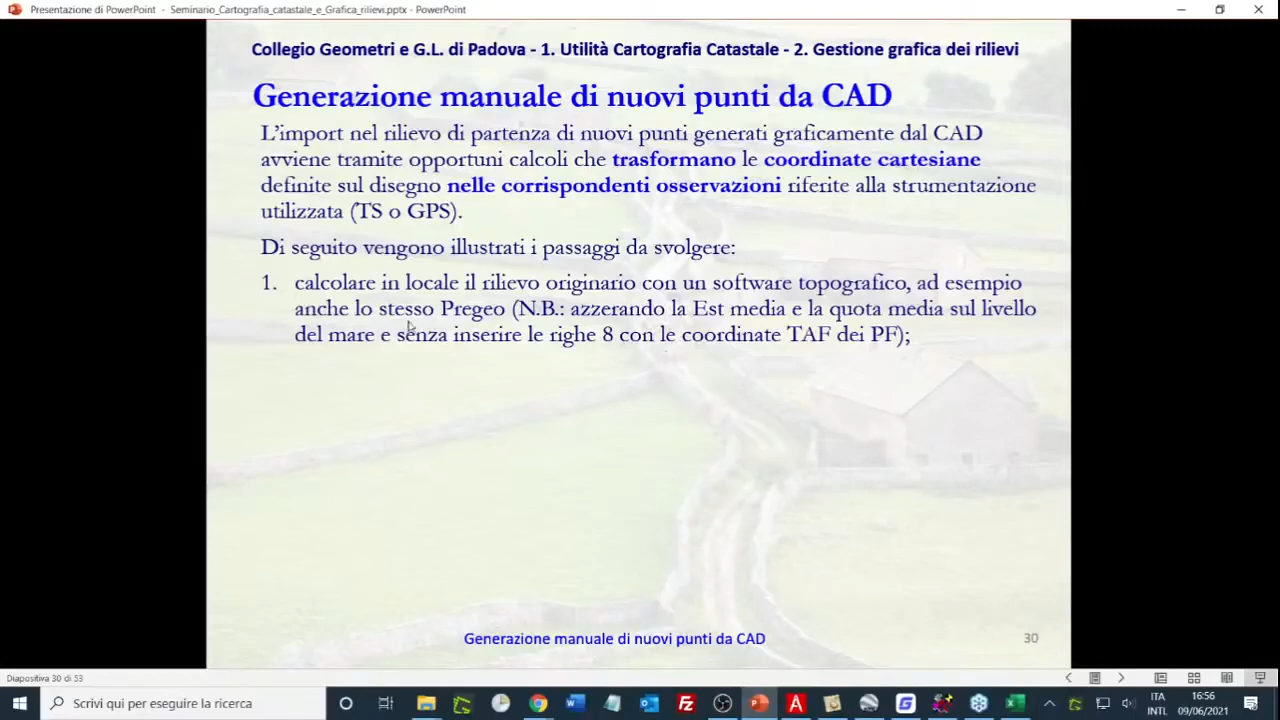 Presentazione di PowerPoint - Seminario_Cartografia_catastale_e_Grafica_rilievi.pptx - PowerPoint
Collegio Geometri e G.L. di Padova - 1. Utilità Cartografia Catastale - 2. Gestione grafica dei rilievi
Generazione manuale di nuovi punti da CAD
L’import nel rilievo di partenza di nuovi punti generati graficamente dal CAD
avviene tramite opportuni calcoli che trasformano le coordinate cartesiane
definite sul disegno nelle corrispondenti osservazioni riferite alla strumentazione
utilizzata (TS o GPS).
Di seguito vengono illustrati i passaggi da svolgere:
1. calcolare in locale il rilievo originario con un software topografico, ad esempio
anche lo stesso Pregeo (N.B.: azzerando la Est media e la quota media sul livello
del mare e senza inserire le righe 8 con le coordinate TAF dei PF);
Generazione manuale di nuovi punti da CAD
30
Diapositiva 30 di 53
Scrivi qui per eseguire la ricerca
ITA
INTL
16:56
09/06/2021